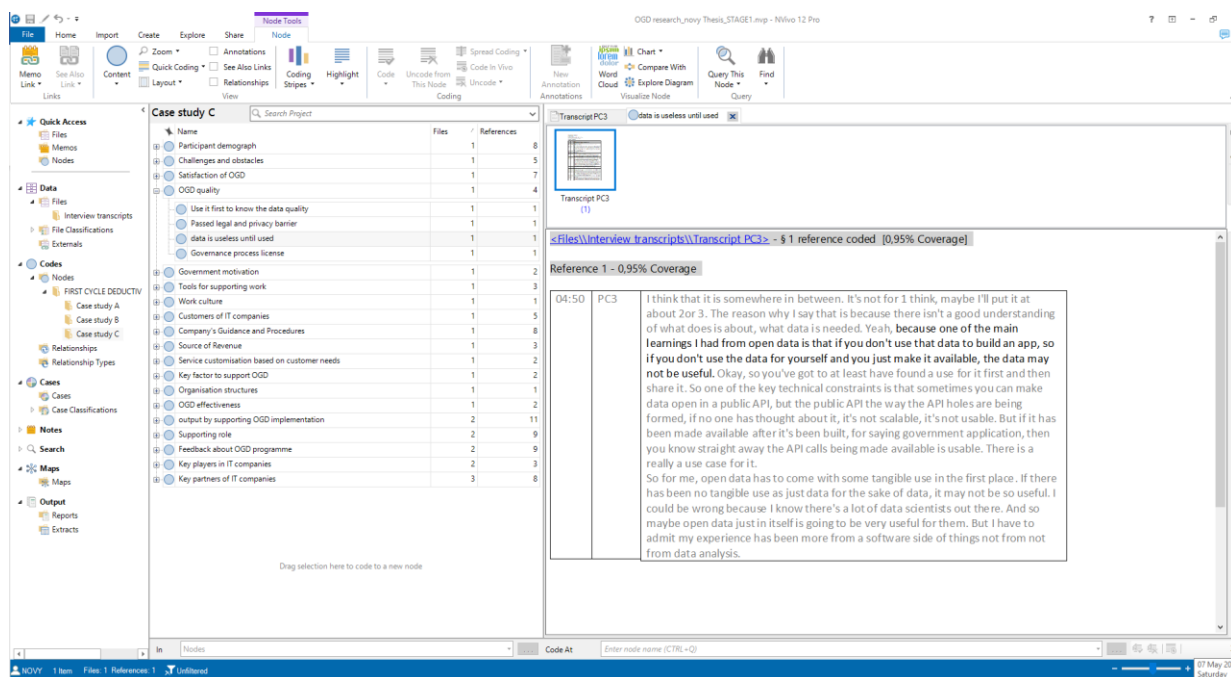 Node Tools
OGD research_novy Thesis_STAGE1.nvp - NVivo 12 Pro
File Home Import Create Explore Share Node
Memo Link
See Also Link
Content
Zoom
Quick Coding
Layout
Annotations
See Also Links
Relationships
Coding Stripes
Highlight
Code
Uncode from This Node
Spread Coding
Code In Vivo
Uncode
New Annotation
Word Cloud
Chart
Compare With
Explore Diagram
Query This Node
Find
Links
View
Coding
Annotations
Visualize Node
Query
Quick Access
Files
Memos
Nodes
Data
Files
Interview transcripts
File Classifications
Externals
Codes
Nodes
FIRST CYCLE DEDUCTIV
Case study A
Case study B
Case study C
Relationships
Relationship Types
Cases
Cases
Case Classifications
Notes
Search
Maps
Maps
Output
Reports
Extracts
Case study C
Search Project
Name Files References
Participant demograph 1 8
Challenges and obstacles 1 5
Satisfaction of OGD 1 7
OGD quality 1 4
Use it first to know the data quality 1 1
Passed legal and privacy barrier 1 1
data is useless until used 1 1
Governance process license 1 1
Government motivation 1 2
Tools for supporting work 1 3
Work culture 1 1
Customers of IT companies 1 5
Company's Guidance and Procedures 1 8
Source of Revenue 1 3
Service customisation based on customer needs 1 2
Key factor to support OGD 1 2
Organisation structures 1 1
OGD effectiveness 1 2
output by supporting OGD implementation 2 11
Supporting role 2 9
Feedback about OGD programme 2 9
Key players in IT companies 2 3
Key partners of IT companies 3 8
Drag selection here to code to a new node
Transcript PC3
data is useless until used
Transcript PC3
(1)
<Files\\Interview transcripts\\Transcript PC3> - § 1 reference coded [0,95% Coverage]
Reference 1 - 0,95% Coverage
04:50 PC3 I think that it is somewhere in between. It's not for 1 think, maybe I'll put it at
about 2or 3. The reason why I say that is because there isn't a good understanding
of what does is about, what data is needed. Yeah, because one of the main
learnings I had from open data is that if you don't use that data to build an app, so
if you don't use the data for yourself and you just make it available, the data may
not be useful. Okay, so you've got to at least have found a use for it first and then
share it. So one of the key technical constraints is that sometimes you can make
data open in a public API, but the public API the way the API holes are being
formed, if no one has thought about it, it's not scalable, it's not usable. But if it has
been made available after it's been built, for saying government application, then
you know straight away the API calls being made available is usable. There is a
really a use case for it.
So for me, open data has to come with some tangible use in the first place. If there
has been no tangible use as just data for the sake of data, it may not be so useful. I
could be wrong because I know there's a lot of data scientists out there. And so
maybe open data just in itself is going to be very useful for them. But I have to
admit my experience has been more from a software side of things not from not
from data analysis.
In Nodes
Code At Enter node name (CTRL+Q)
NOVY 1 Item Files: 1 References: 1 Unfiltered
07 May 20
Saturday